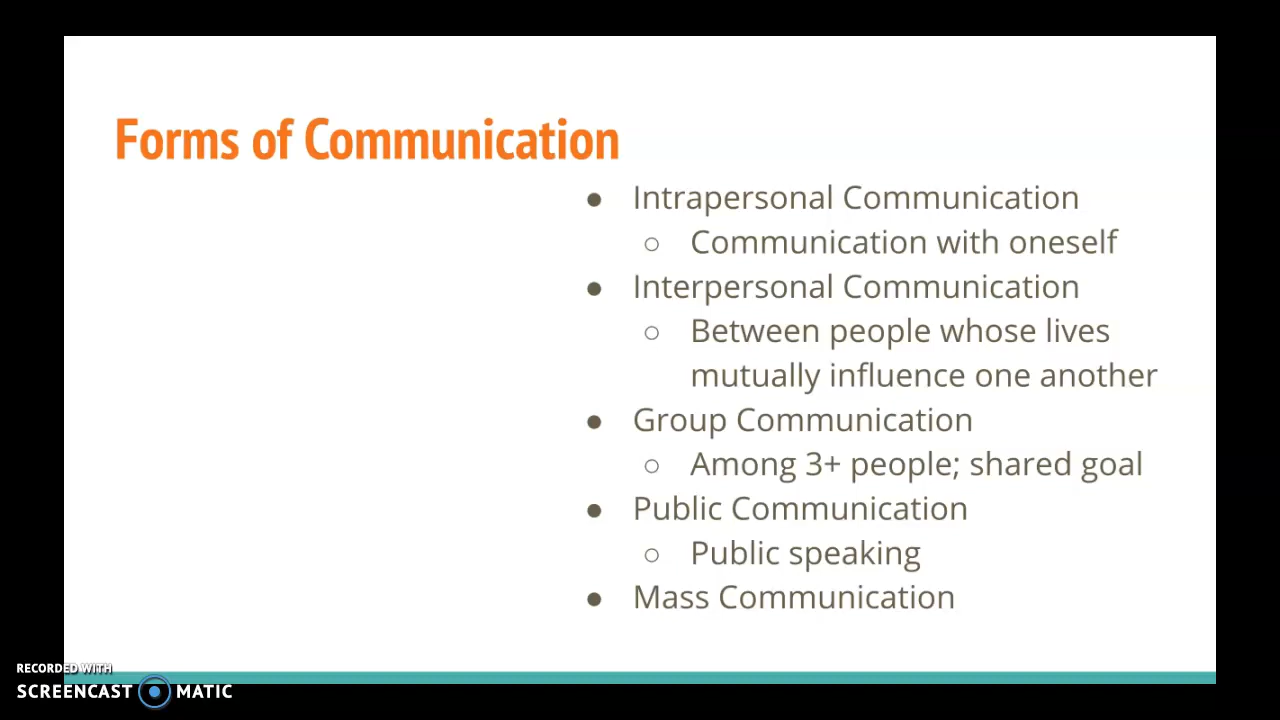 Forms of Communication
● Intrapersonal Communication
○ Communication with oneself
● Interpersonal Communication
○ Between people whose lives
mutually influence one another
● Group Communication
○ Among 3+ people; shared goal
● Public Communication
○ Public speaking
● Mass Communication
RECORDED WITH
SCREENCAST MATIC